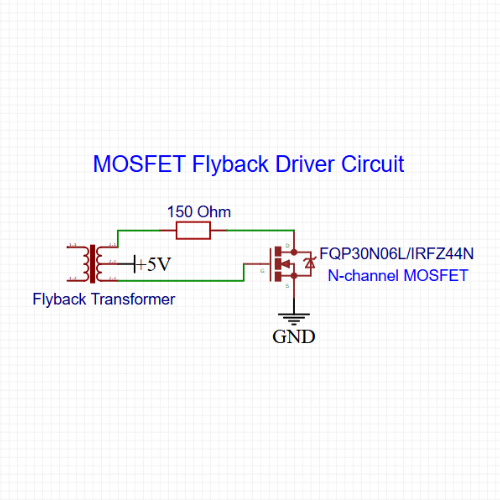 MOSFET Flyback Driver Circuit
150 Ohm
+5V
Flyback Transformer
D
G
S
FQP30N06L/IRFZ44N
N-channel MOSFET
GND